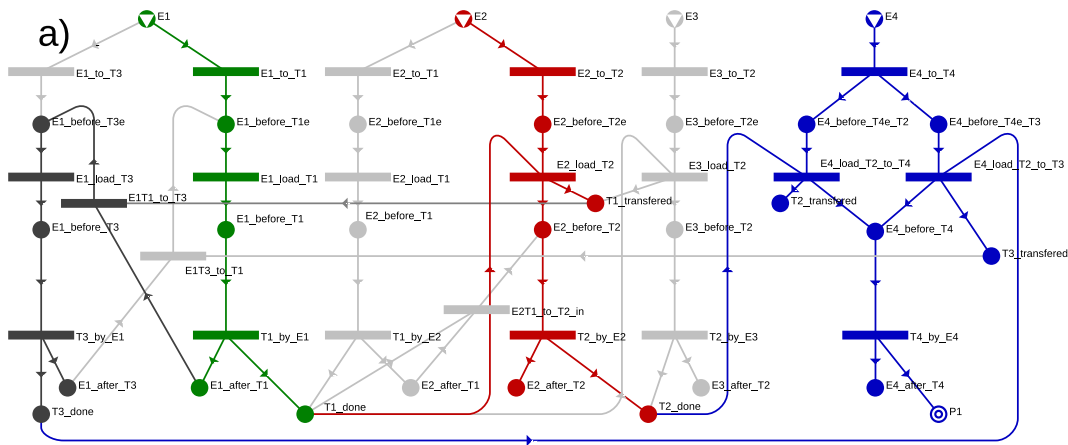 a)
E1
E2
E3
E4
E1_to_T3
E1_to_T1
E2_to_T1
E2_to_T2
E3_to_T2
E4_to_T4
E1_before_T3e
E1_before_T1e
E2_before_T1e
E2_before_T2e
E3_before_T2e
E4_before_T4e_T2
E4_before_T4e_T3
E1_load_T3
E1_load_T1
E2_load_T1
E2_load_T2
E3_load_T2
E4_load_T2_to_T4
E4_load_T2_to_T3
E1T1_to_T3
T1_transfered
T2_transfered
E1_before_T3
E1_before_T1
E2_before_T1
E2_before_T2
E3_before_T2
E4_before_T4
T3_transfered
E1T3_to_T1
E2T1_to_T2_in
T3_by_E1
T1_by_E1
T1_by_E2
T2_by_E2
T2_by_E3
T4_by_E4
E1_after_T3
E1_after_T1
E2_after_T1
E2_after_T2
E3_after_T2
E4_after_T4
T3_done
T1_done
T2_done
P1